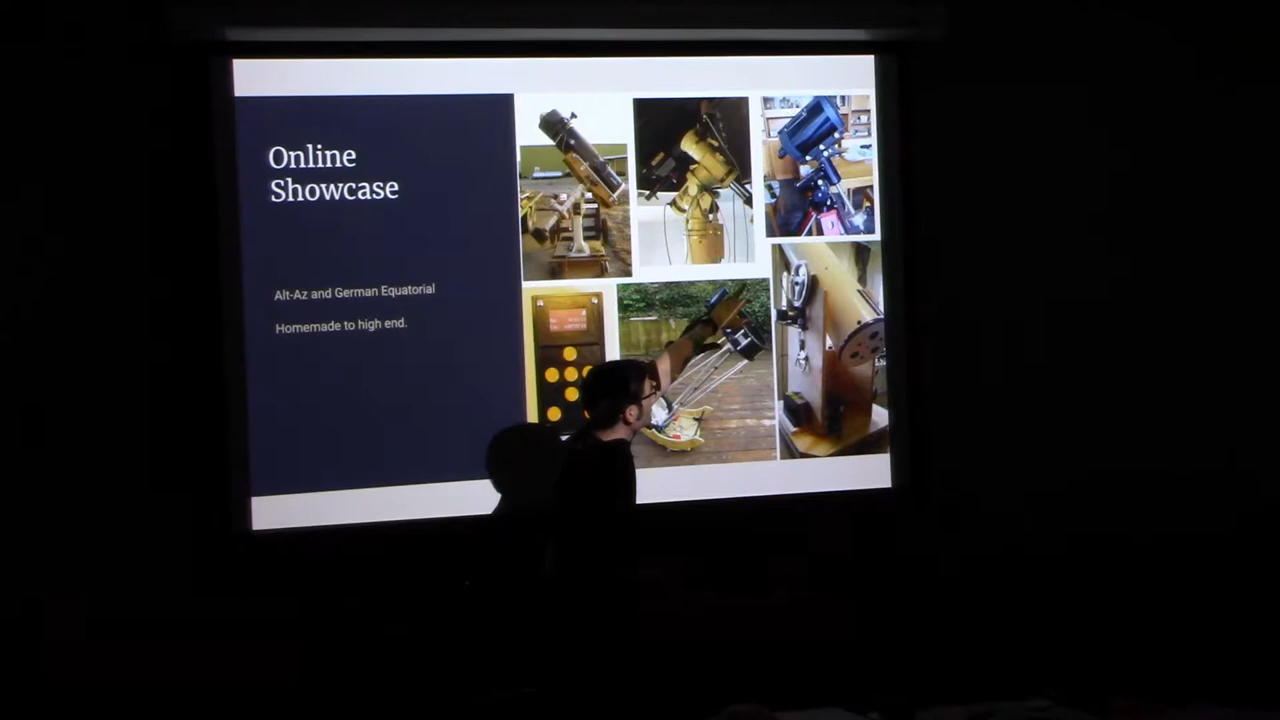 Online
Showcase
Alt-Az and German Equatorial
Homemade to high end.